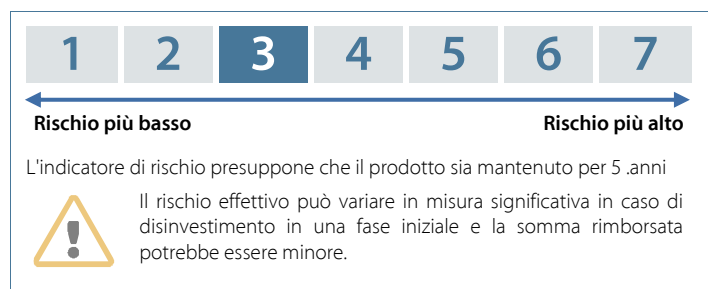 1 2 3 4 5 6 7
Rischio più basso Rischio più alto
L'indicatore di rischio presuppone che il prodotto sia mantenuto per 5 .anni
Il rischio effettivo può variare in misura significativa in caso di
disinvestimento in una fase iniziale e la somma rimborsata
potrebbe essere minore.